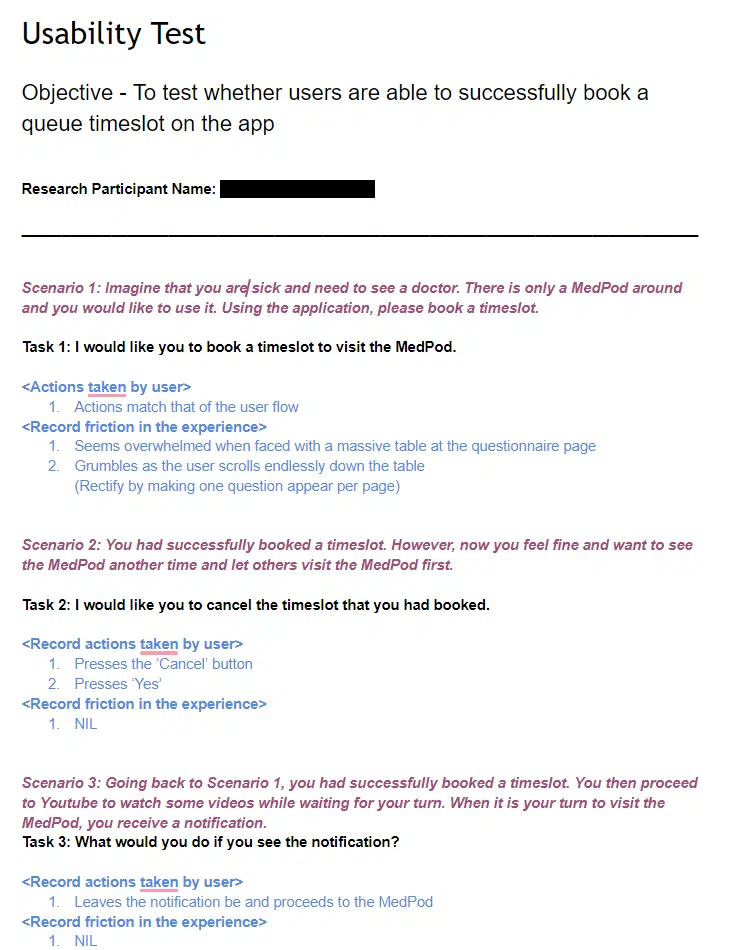 Usability Test
Objective - To test whether users are able to successfully book a
queue timeslot on the app
Research Participant Name:
Scenario 1: Imagine that you are sick and need to see a doctor. There is only a MedPod around
and you would like to use it. Using the application, please book a timeslot.
Task 1: I would like you to book a timeslot to visit the MedPod.
<Actions taken by user>
1. Actions match that of the user flow
<Record friction in the experience>
1. Seems overwhelmed when faced with a massive table at the questionnaire page
2. Grumbles as the user scrolls endlessly down the table
(Rectify by making one question appear per page)
Scenario 2: You had successfully booked a timeslot. However, now you feel fine and want to see
the MedPod another time and let others visit the MedPod first.
Task 2: I would like you to cancel the timeslot that you had booked.
<Record actions taken by user>
1. Presses the ‘Cancel’ button
2. Presses ‘Yes’
<Record friction in the experience>
1. NIL
Scenario 3: Going back to Scenario 1, you had successfully booked a timeslot. You then proceed
to Youtube to watch some videos while waiting for your turn. When it is your turn to visit the
MedPod, you receive a notification.
Task 3: What would you do if you see the notification?
<Record actions taken by user>
1. Leaves the notification be and proceeds to the MedPod
<Record friction in the experience>
1. NIL